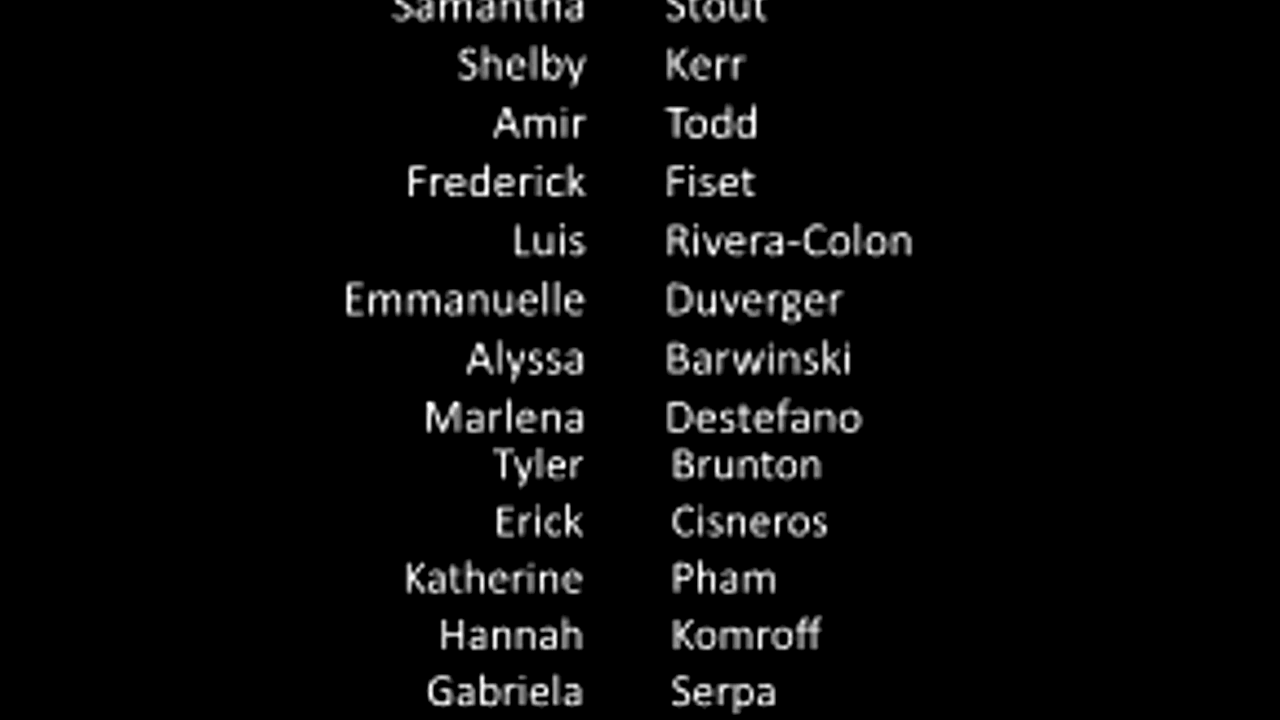 Samantha Stout
Shelby Kerr
Amir Todd
Frederick Fiset
Luis Rivera-Colon
Emmanuelle Duverger
Alyssa Barwinski
Marlena Destefano
Tyler Brunton
Erick Cisneros
Katherine Pham
Hannah Komroff
Gabriela Serpa